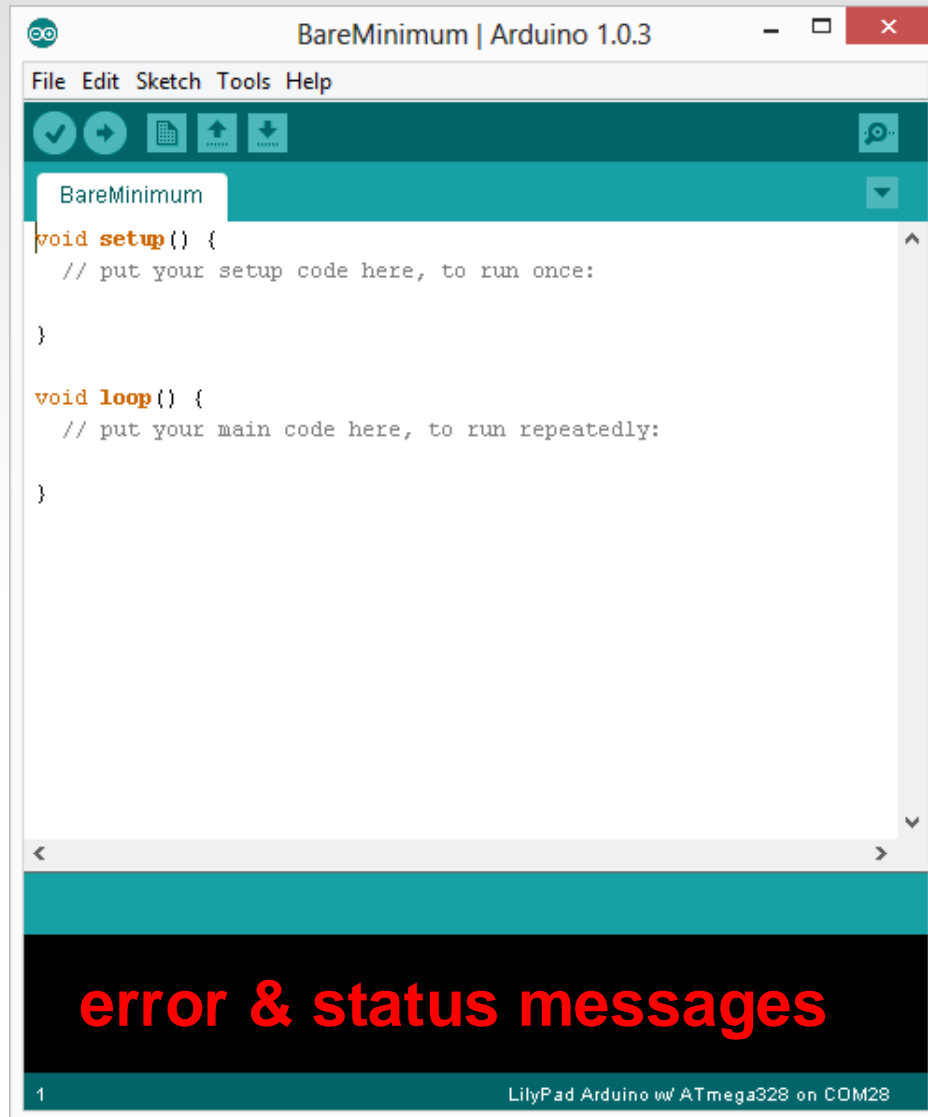 BareMinimum | Arduino 1.0.3
File Edit Sketch Tools Help
BareMinimum
void setup() {
  // put your setup code here, to run once:
}
void loop() {
  // put your main code here, to run repeatedly:
}
error & status messages
1 LilyPad Arduino w/ ATmega328 on COM28